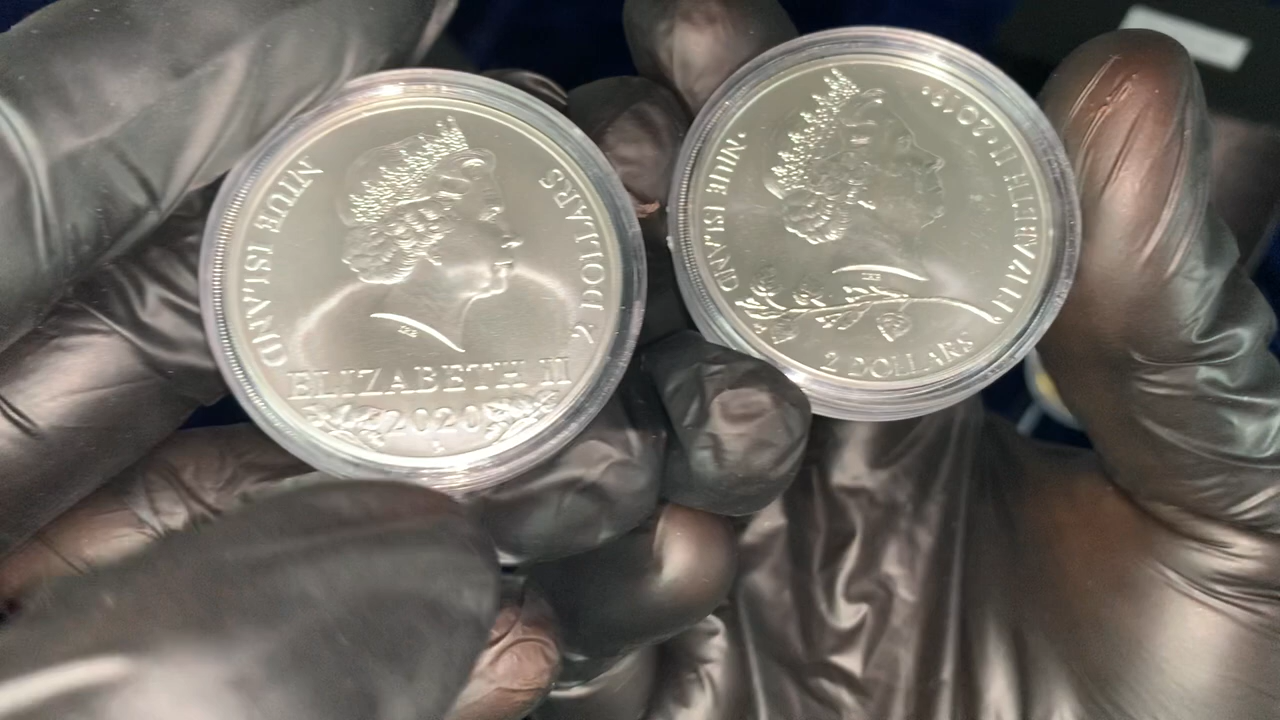 NIUE ISLAND
2 DOLLARS
ELIZABETH II
2020
•NIUE ISLAND
ELIZABETH II•2019•
2 DOLLARS